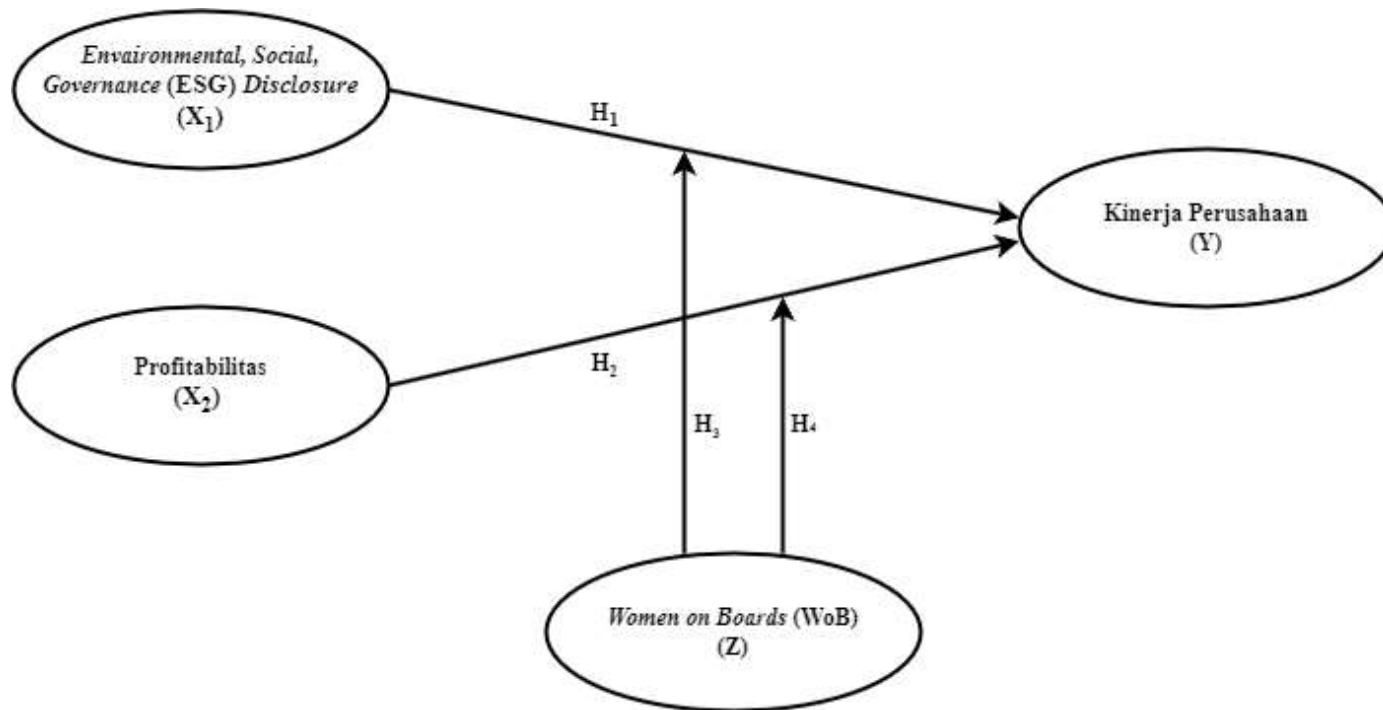 Envaironmental, Social,
Governance (ESG) Disclosure
(X₁)
H₁
Kinerja Perusahaan
(Y)
Profitabilitas
(X₂)
H₂
H₃
H₄
Women on Boards (WoB)
(Z)